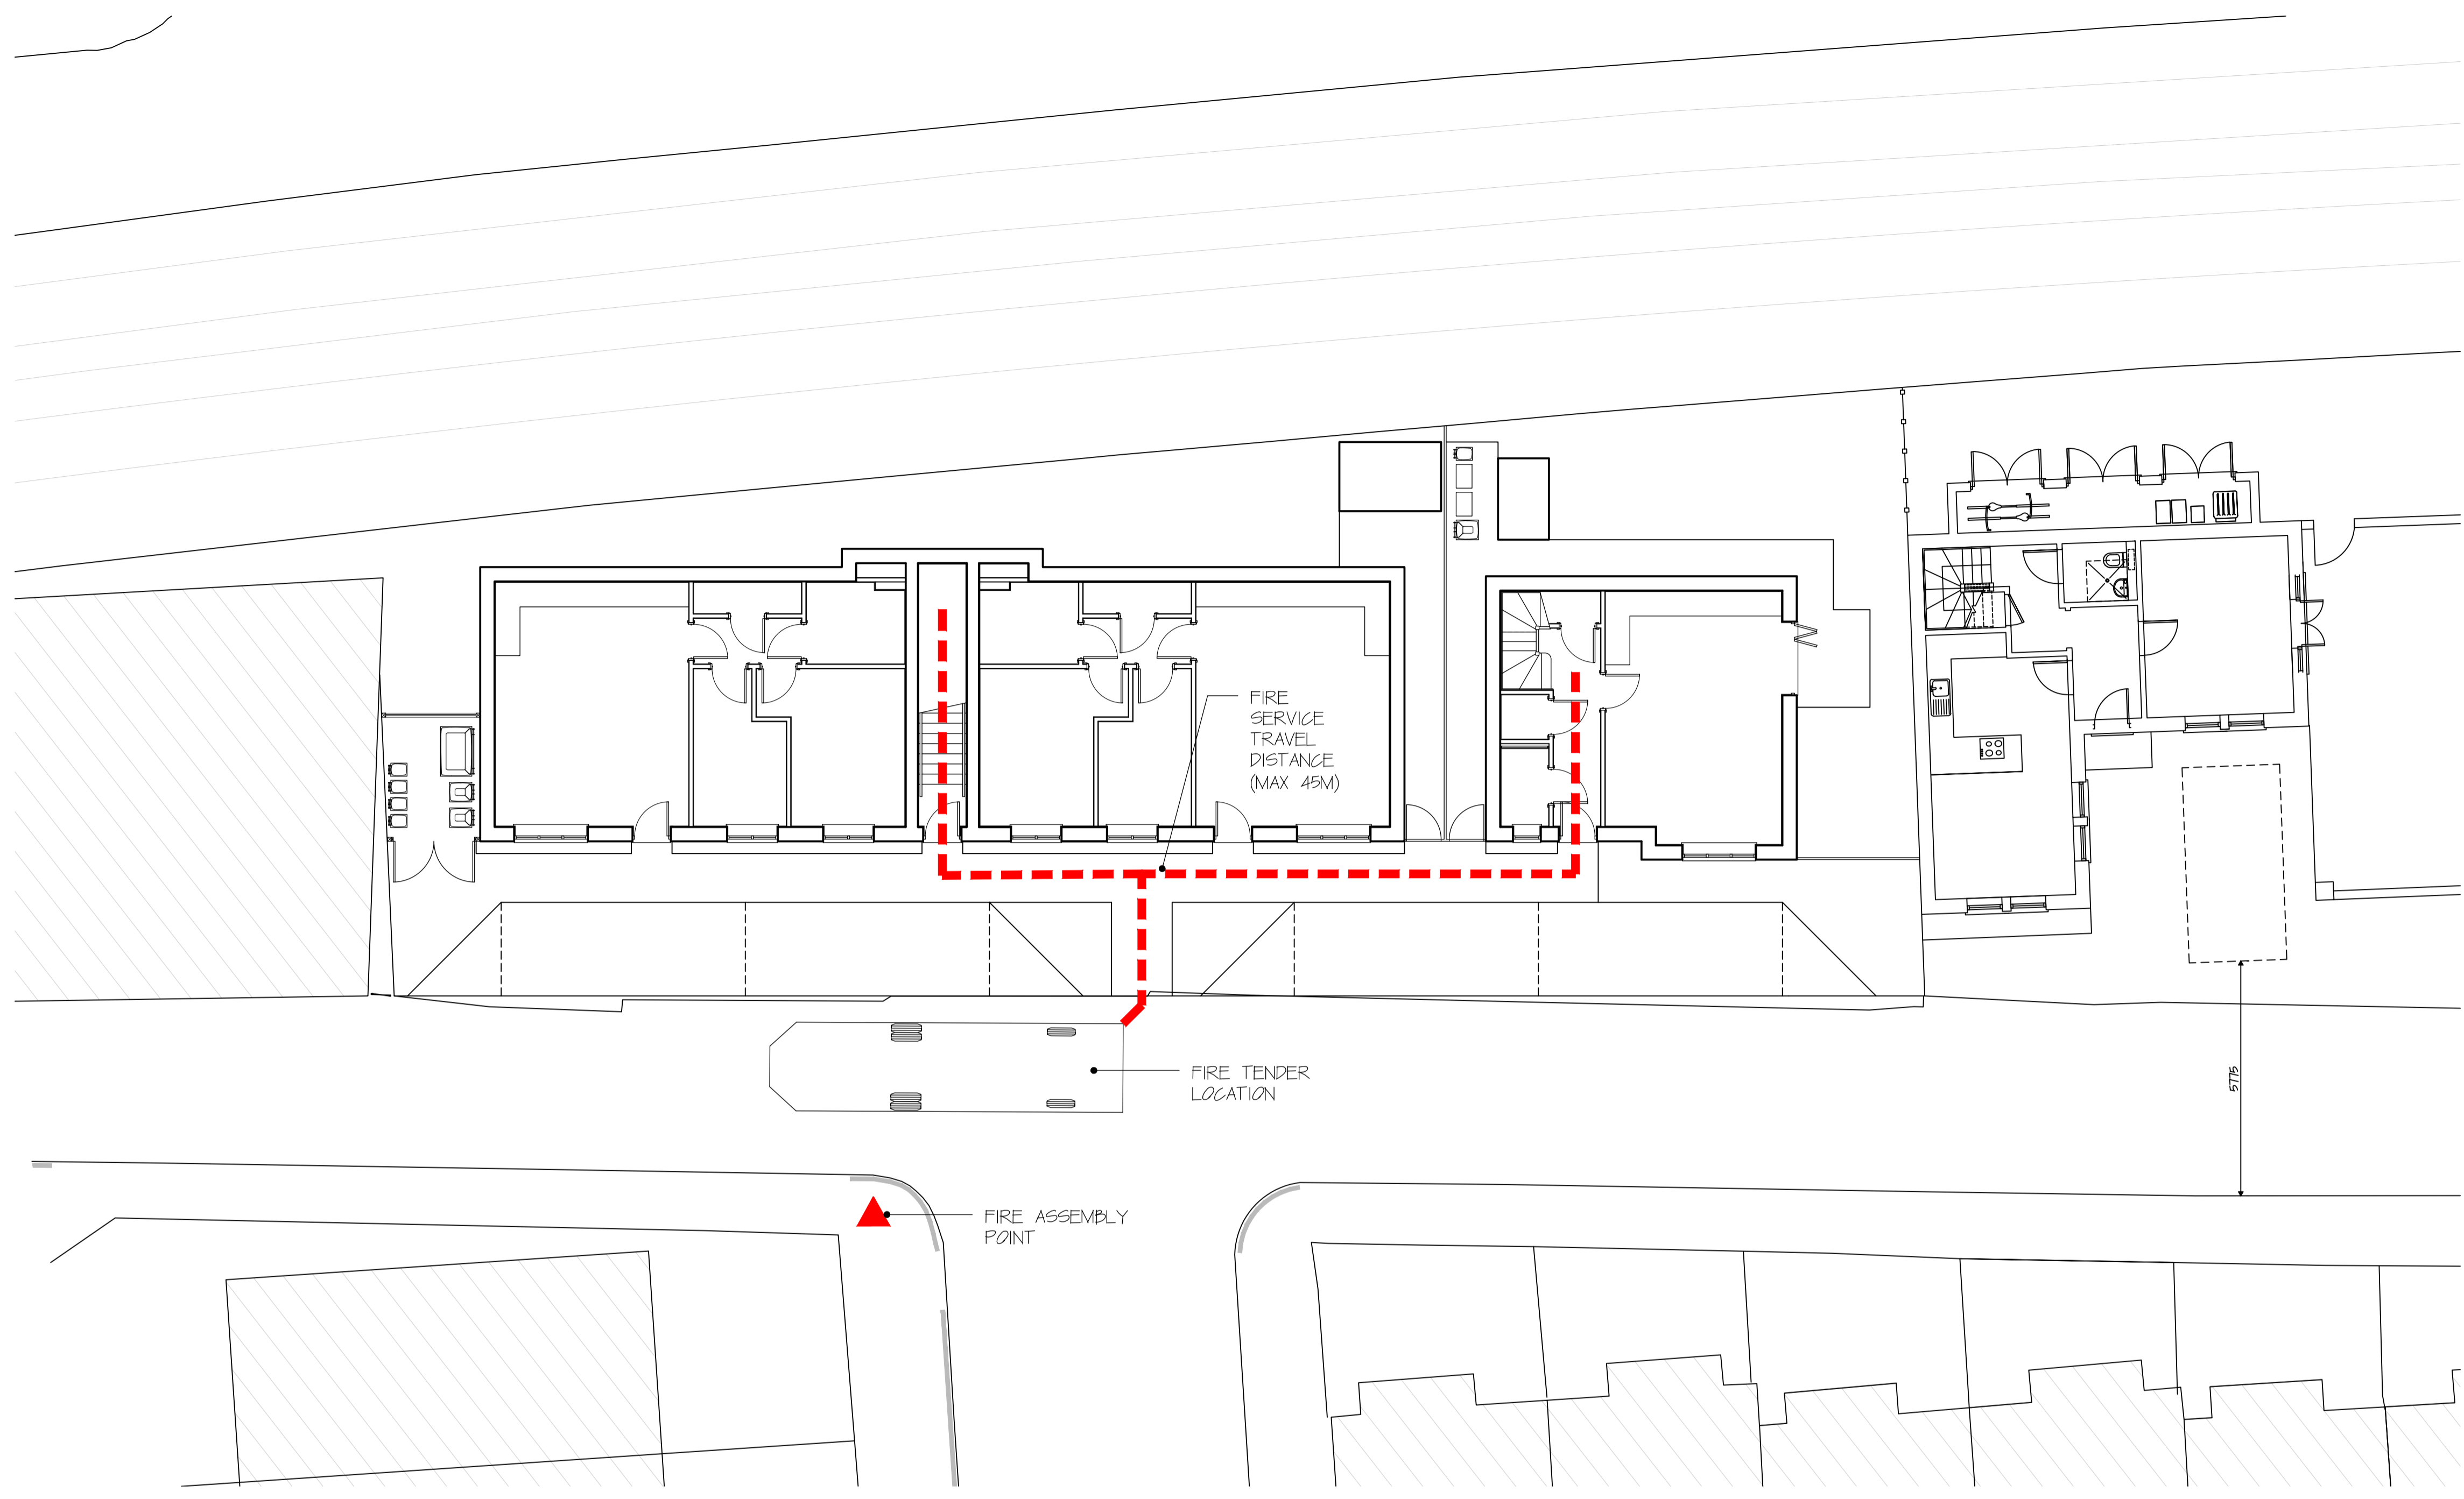 FIRE
SERVICE
TRAVEL
DISTANCE
(MAX 45M)
FIRE TENDER
LOCATION
5775
FIRE ASSEMBLY
POINT